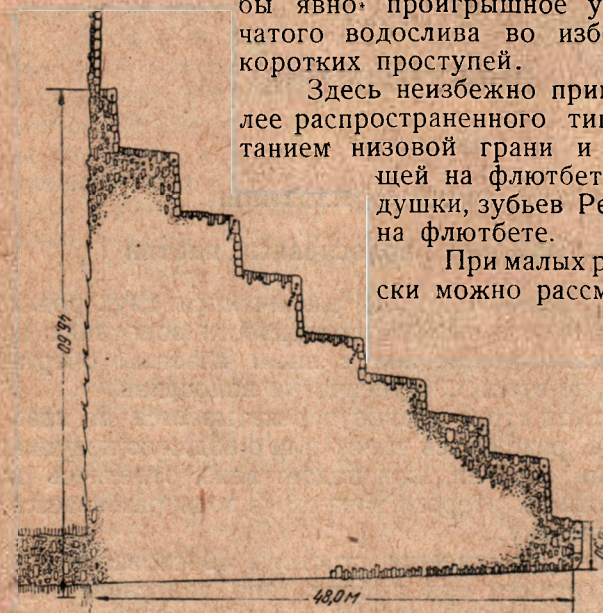 бы явно проигрышное у
чатого водослива во изб
коротких проступей.
Здесь неизбежно при
лее распространенного ти
танием низовой грани и
щей на флютбет
душки, зубьев Ре
на флютбете.
При малых р
ски можно рассм
46,60
48,0 м